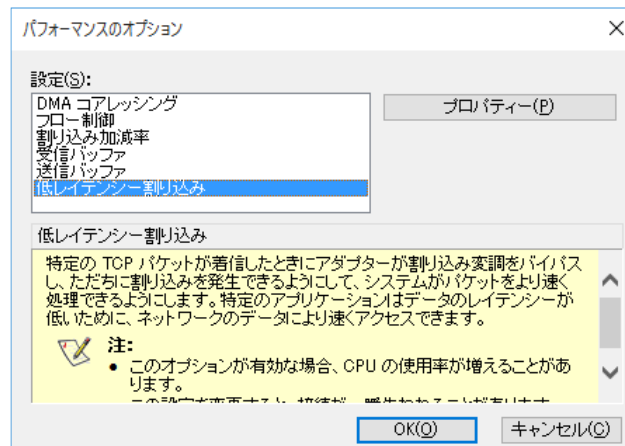 パフォーマンスのオプション
設定(S):
DMA コアレッシング
フロー制御
割り込み加減率
受信バッファ
送信バッファ
低レイテンシー割り込み
プロパティー(P)
低レイテンシー割り込み
特定の TCP パケットが着信したときにアダプターが割り込み変調をバイパス
し、ただちに割り込みを発生できるようにして、システムがパケットをより速く
処理できるようにします。特定のアプリケーションはデータのレイテンシーが
低いために、ネットワークのデータにより速くアクセスできます。
注:
• このオプションが有効な場合、CPU の使用率が増えることがあ
ります。
OK(O)
キャンセル(C)